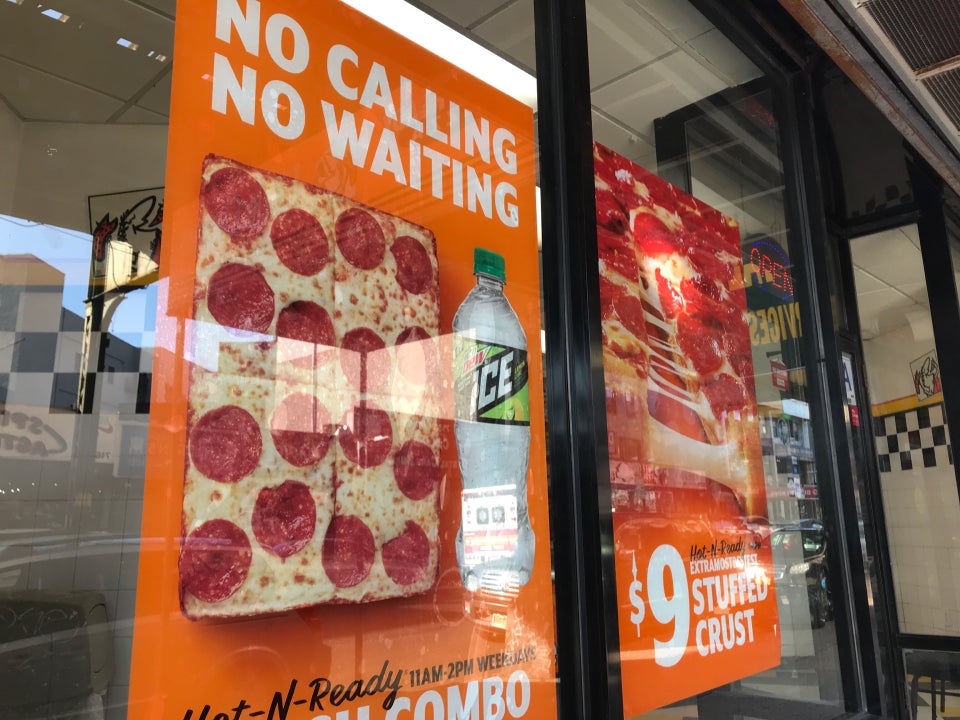 NO CALLING
NO WAITING
ICE
Hot-N-Ready 11AM-2PM WEEKDAYS
COMBO
Hot-N-Ready
EXTRAMOSTBESTEST
$9 STUFFED
CRUST
OPEN
A